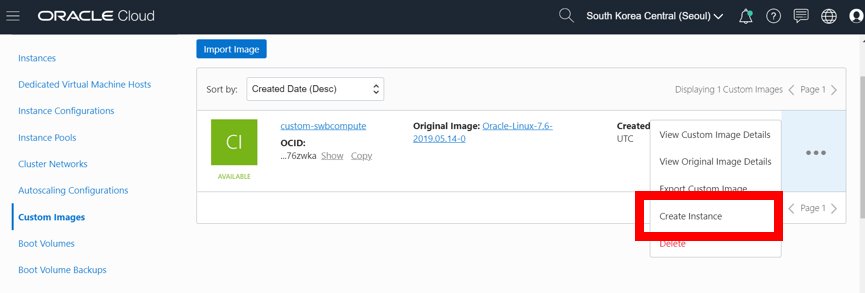 ORACLE Cloud
South Korea Central (Seoul)
Instances
Dedicated Virtual Machine Hosts
Instance Configurations
Instance Pools
Cluster Networks
Autoscaling Configurations
Custom Images
Boot Volumes
Boot Volume Backups
Import Image
Sort by: Created Date (Desc)
Displaying 1 Custom Images Page 1
CI
AVAILABLE
custom-swbcompute
OCID:
...76zwka Show Copy
Original Image: Oracle-Linux-7.6-
2019.05.14-0
Created
UTC
View Custom Image Details
View Original Image Details
Export Custom Image
Create Instance
Delete
Page 1